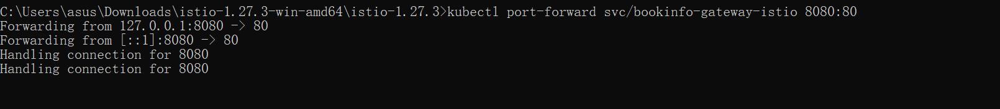 C:\Users\asus\Downloads\istio-1.27.3-win-amd64\istio-1.27.3>kubectl port-forward svc/bookinfo-gateway-istio 8080:80
Forwarding from 127.0.0.1:8080 -> 80
Forwarding from [::1]:8080 -> 80
Handling connection for 8080
Handling connection for 8080